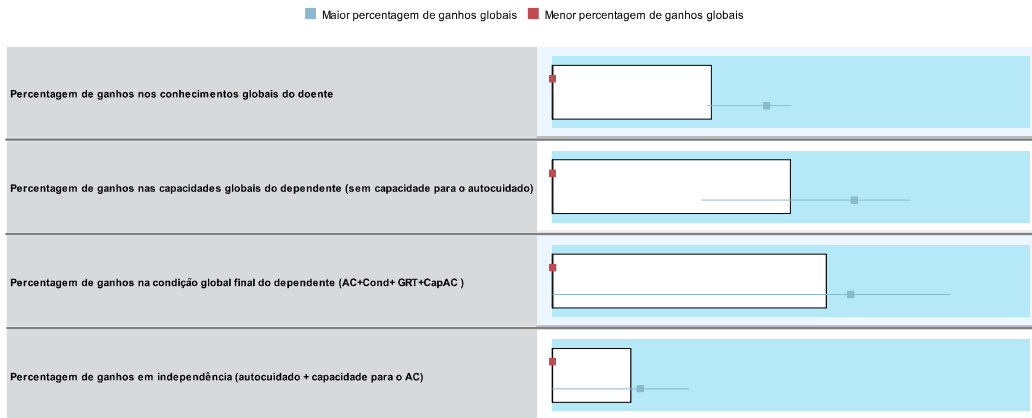 Maior percentagem de ganhos globais Menor percentagem de ganhos globais
Percentagem de ganhos nos conhecimentos globais do doente
Percentagem de ganhos nas capacidades globais do dependente (sem capacidade para o autocuidado)
Percentagem de ganhos na condição global final do dependente (AC+Cond+ GRT+CapAC )
Percentagem de ganhos em independência (autocuidado + capacidade para o AC)